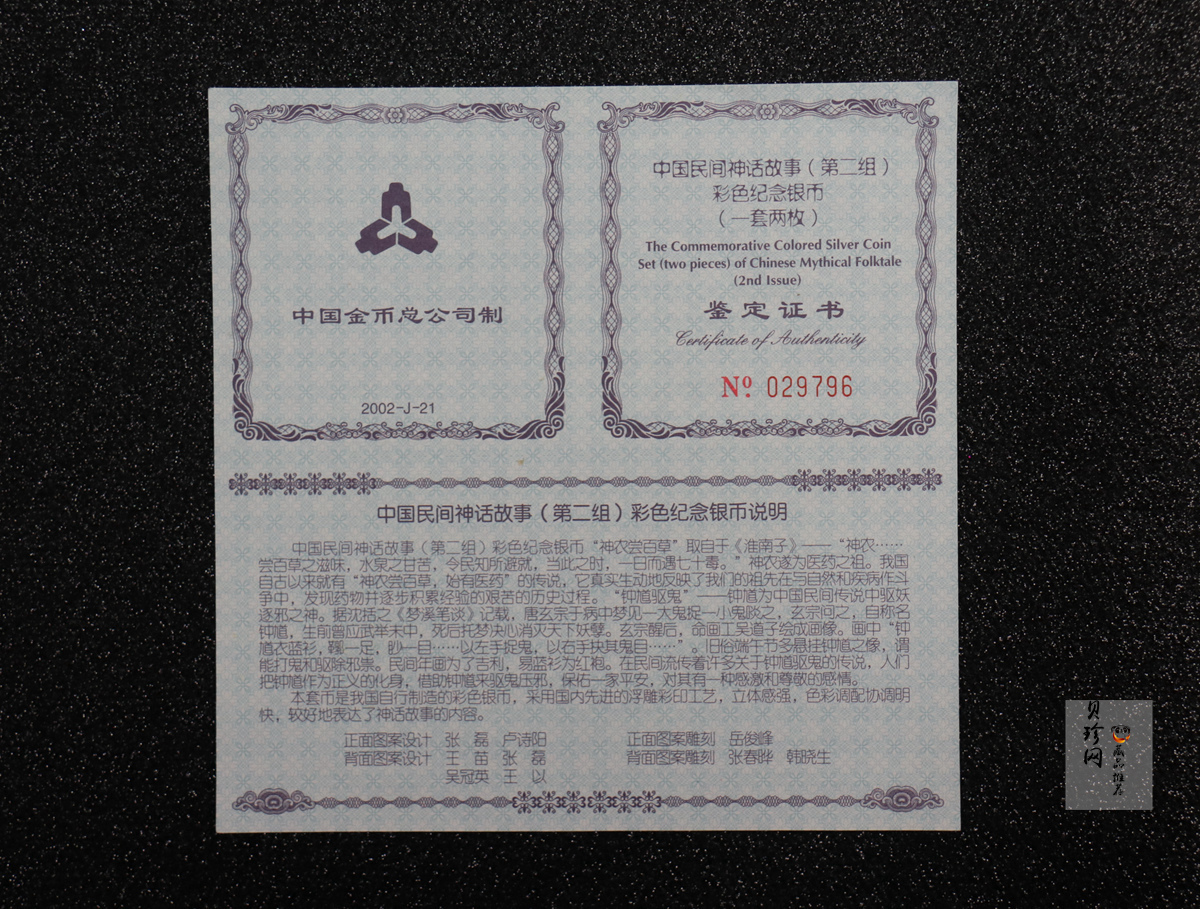 中国金币总公司制
2002-J-21
中国民间神话故事（第二组）
彩色纪念银币
（一套两枚）
The Commemorative Colored Silver Coin
Set (two pieces) of Chinese Mythical Folktale
(2nd Issue)
鉴定证书
Certificate of Authenticity
Nº. 029796
中国民间神话故事（第二组）彩色纪念银币说明
中国民间神话故事（第二组）彩色纪念银币“神农尝百草”取自于《淮南子》——“神农……
尝百草之滋味，水泉之甘苦，令民知所避就，当此之时，一日而遇七十毒。”神农遂为医药之祖。我国
自古以来就有“神农尝百草，始有医药”的传说，它真实生动地反映了我们的祖先在与自然和疾病作斗
争中，发现药物并逐步积累经验的艰苦的历史过程。“钟馗驱鬼”——钟馗为中国民间传说中驱妖
逐邪之神。据沈括之《梦溪笔谈》记载，唐玄宗于病中梦见一大鬼捉一小鬼啖之，玄宗问之，自称名
钟馗，生前曾应武举未中，死后托梦决心消灭天下妖孽。玄宗醒后，命画工吴道子绘成画像。画中“钟
馗衣蓝衫，鞹一足，眇一目……以左手捉鬼，以右手抉其鬼目……”。旧俗端午节多悬挂钟馗之像，谓
能打鬼和驱除邪祟。民间年画为了吉利，易蓝衫为红袍。在民间流传着许多关于钟馗驱鬼的传说，人们
把钟馗作为正义的化身，借助钟馗来驱鬼压邪，保佑一家平安，对其有一种感激和尊敬的感情。
本套币是我国自行制造的彩色银币，采用国内先进的浮雕彩印工艺，立体感强，色彩调配协调明
快，较好地表达了神话故事的内容。
正面图案设计 张磊 卢诗阳 正面图案雕刻 岳俊峰
背面图案设计 王苗 张磊 背面图案雕刻 张春晔 韩晓生
吴冠英 王以
贝珍网
藏品推荐